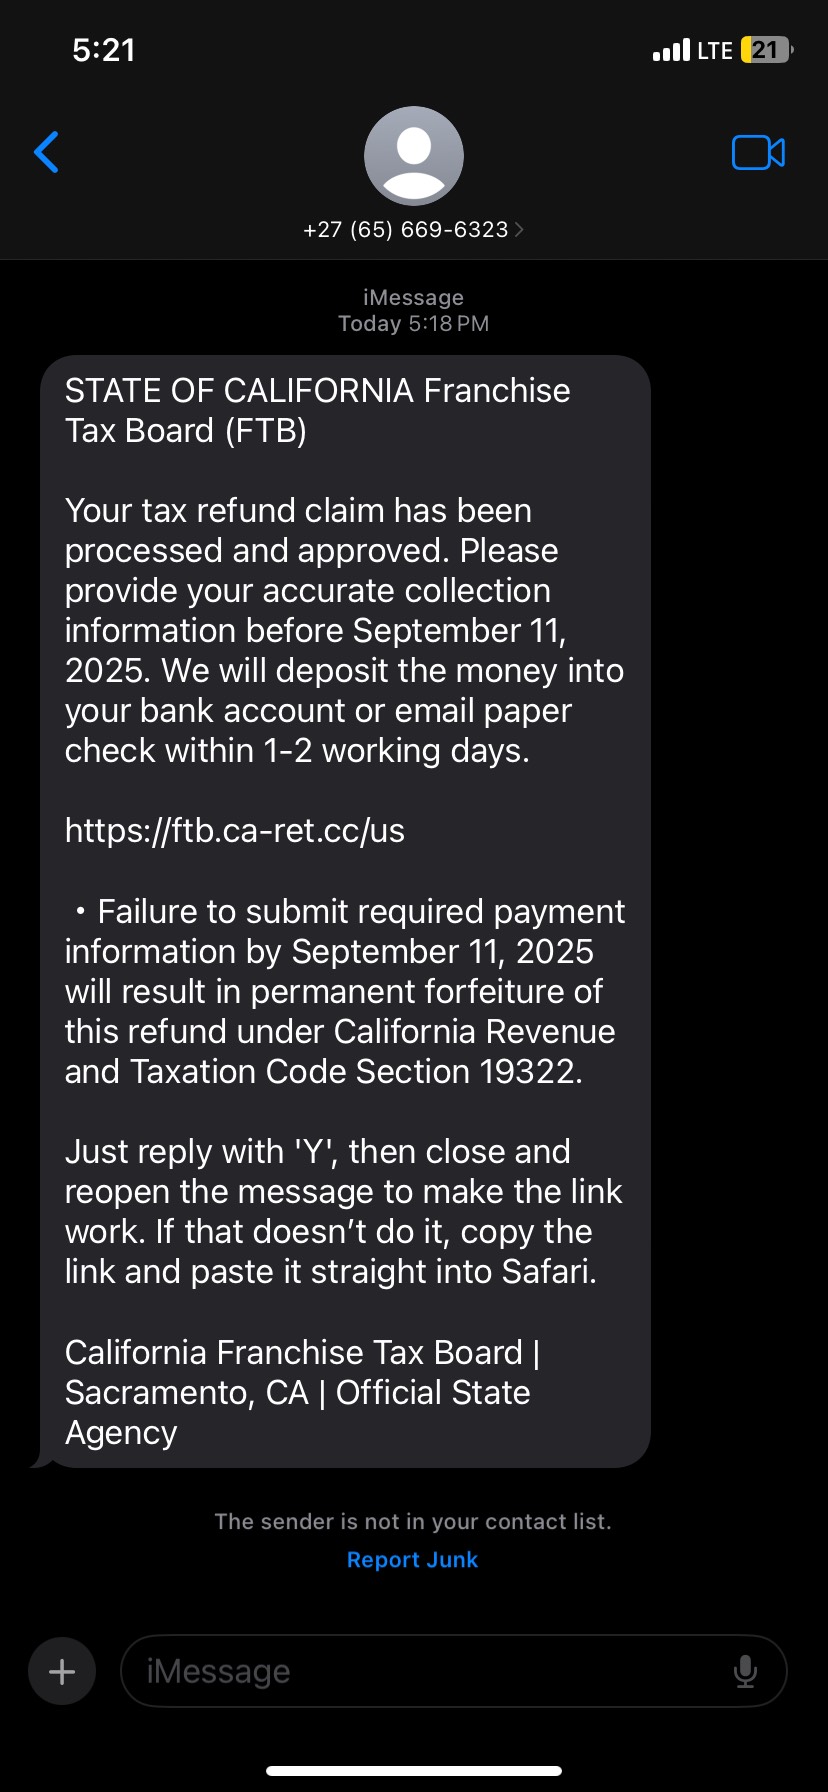 5:21
LTE 21
+27 (65) 669-6323
iMessage
Today 5:18 PM
STATE OF CALIFORNIA Franchise
Tax Board (FTB)
Your tax refund claim has been
processed and approved. Please
provide your accurate collection
information before September 11,
2025. We will deposit the money into
your bank account or email paper
check within 1-2 working days.
https://ftb.ca-ret.cc/us
• Failure to submit required payment
information by September 11, 2025
will result in permanent forfeiture of
this refund under California Revenue
and Taxation Code Section 19322.
Just reply with 'Y', then close and
reopen the message to make the link
work. If that doesn’t do it, copy the
link and paste it straight into Safari.
California Franchise Tax Board |
Sacramento, CA | Official State
Agency
The sender is not in your contact list.
Report Junk
iMessage